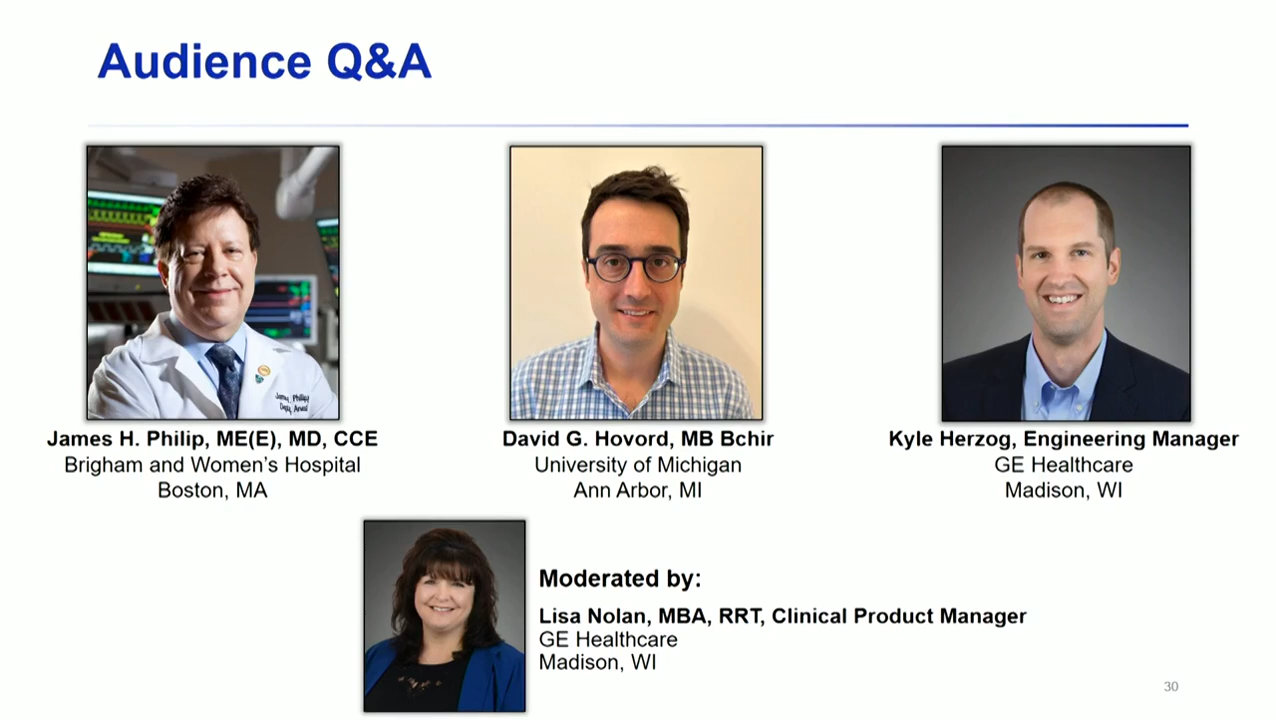 Audience Q&A
James H. Philip, ME(E), MD, CCE
Brigham and Women's Hospital
Boston, MA
David G. Hovord, MB Bchir
University of Michigan
Ann Arbor, MI
Kyle Herzog, Engineering Manager
GE Healthcare
Madison, WI
Moderated by:
Lisa Nolan, MBA, RRT, Clinical Product Manager
GE Healthcare
Madison, WI
30